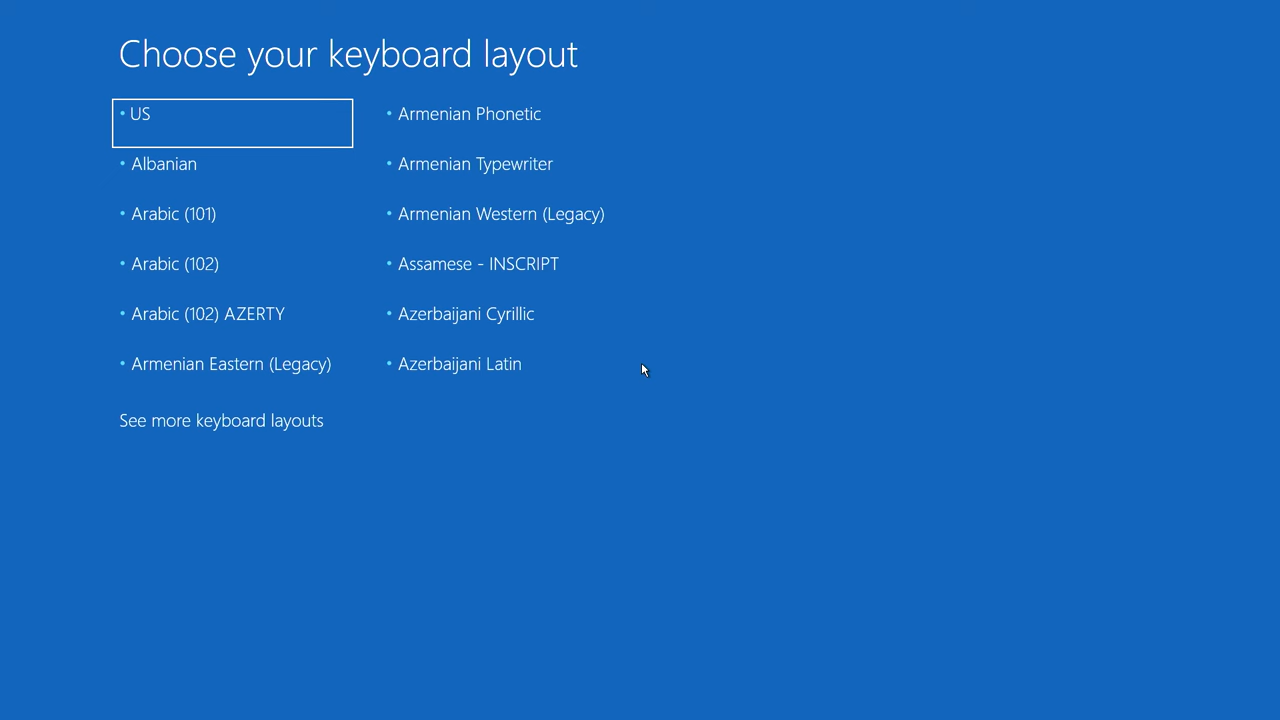 Choose your keyboard layout
• US
• Albanian
• Arabic (101)
• Arabic (102)
• Arabic (102) AZERTY
• Armenian Eastern (Legacy)
• Armenian Phonetic
• Armenian Typewriter
• Armenian Western (Legacy)
• Assamese - INSCRIPT
• Azerbaijani Cyrillic
• Azerbaijani Latin
See more keyboard layouts